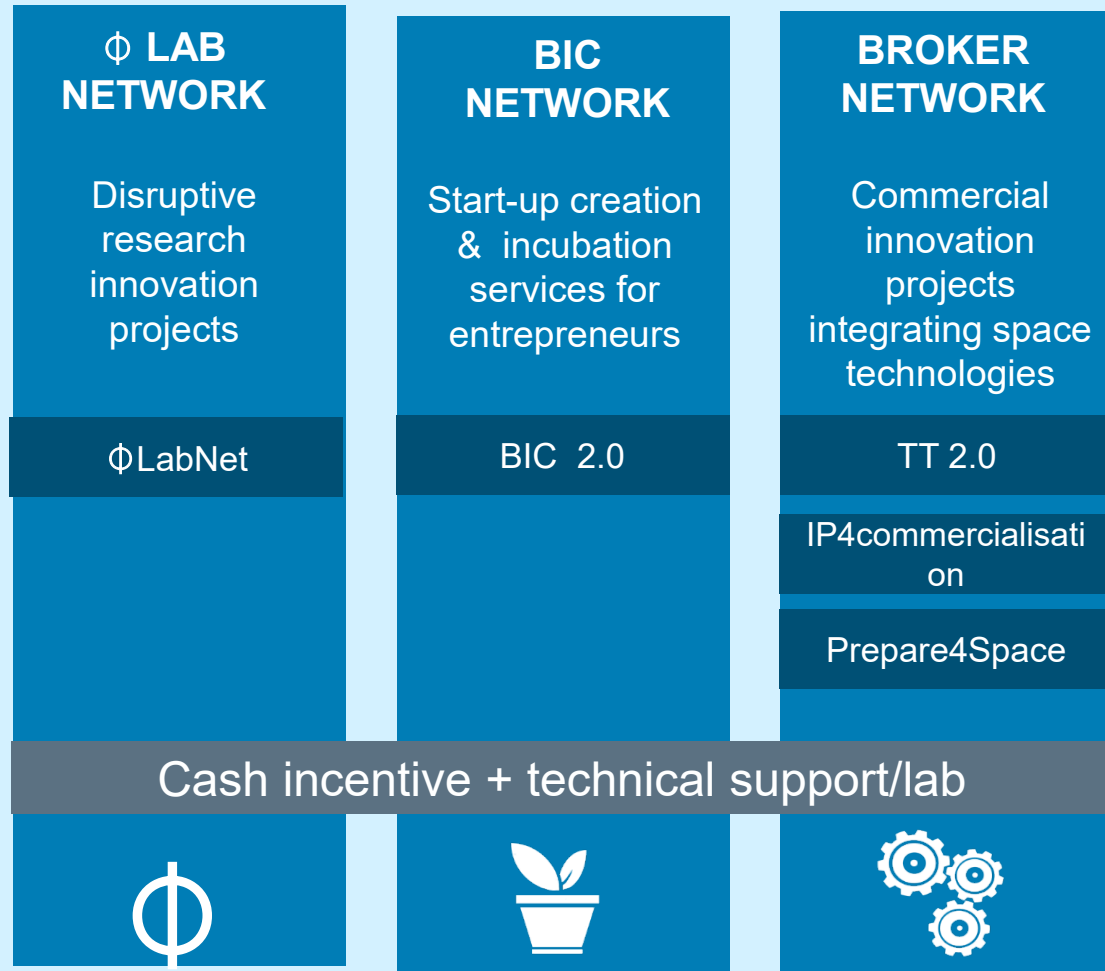 Φ LAB
NETWORK
Disruptive
research
innovation
projects
ΦLabNet
BIC
NETWORK
Start-up creation
& incubation
services for
entrepreneurs
BIC 2.0
BROKER
NETWORK
Commercial
innovation
projects
integrating space
technologies
TT 2.0
IP4commercialisati
on
Prepare4Space
Cash incentive + technical support/lab
Φ